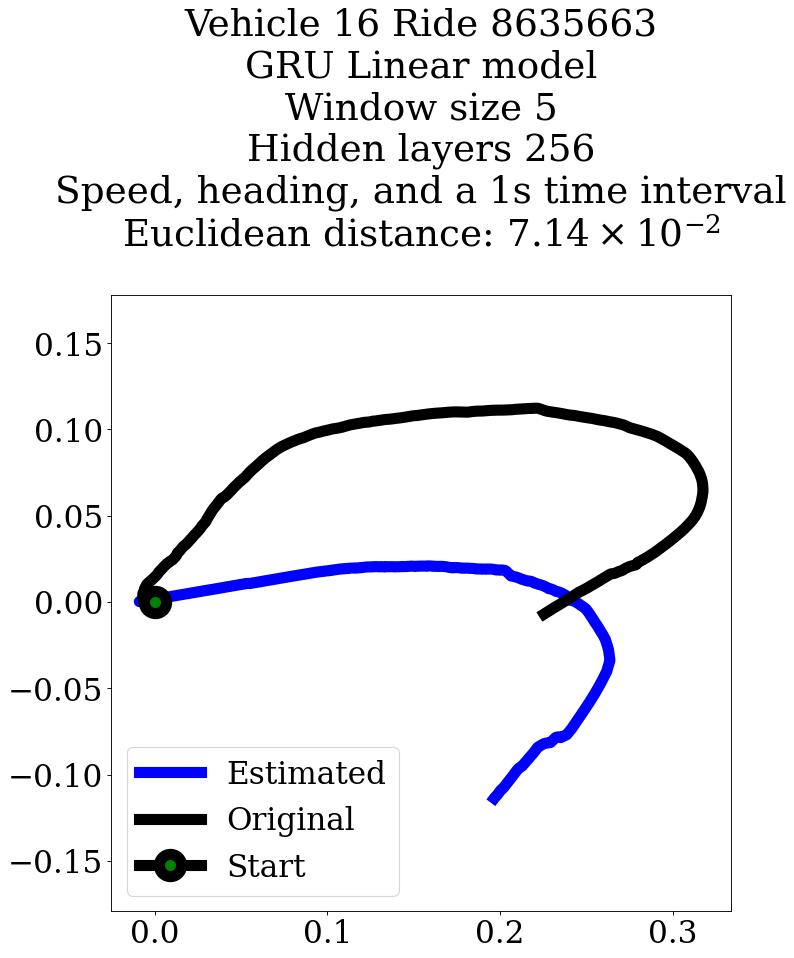 Vehicle 16 Ride 8635663
GRU Linear model
Window size 5
Hidden layers 256
Speed, heading, and a 1s time interval
Euclidean distance: 7.14 × 10⁻²
0.15
0.10
0.05
0.00
−0.05
−0.10
−0.15
Estimated
Original
Start
0.0 0.1 0.2 0.3